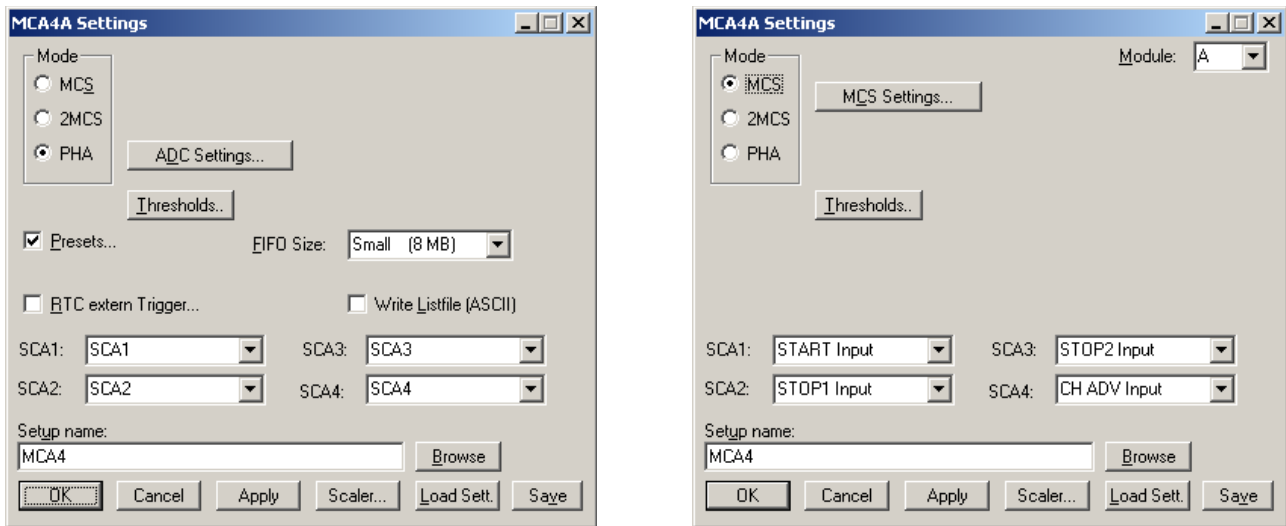 MCA4A Settings
Mode
MCS
2MCS
PHA
ADC Settings...
Thresholds..
Presets...
FIFO Size: Small (8 MB)
RTC extern Trigger...
Write Listfile (ASCII)
SCA1: SCA1
SCA3: SCA3
SCA2: SCA2
SCA4: SCA4
Setup name:
MCA4
Browse
OK
Cancel
Apply
Scaler...
Load Sett.
Save
MCA4A Settings
Module: A
Mode
MCS
MCS Settings...
2MCS
PHA
Thresholds..
SCA1: START Input
SCA3: STOP2 Input
SCA2: STOP1 Input
SCA4: CH ADV Input
Setup name:
MCA4
Browse
OK
Cancel
Apply
Scaler...
Load Sett.
Save